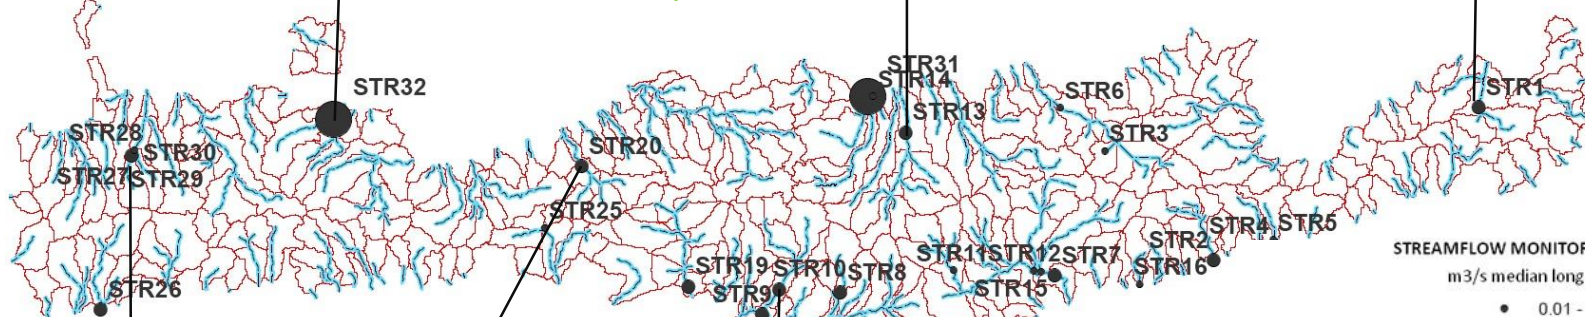 STR31
STR14
STR32
STR1
STR6
STR13
STR28
STR3
STR20
STR30
STR27
STR29
STR25
STR4
STR5
STR2
STR11
STR12
STR7
STREAMFLOW MONITOR
STR19
STR10
STR8
STR16
m3/s median long
STR26
STR9
STR15
0.01 -